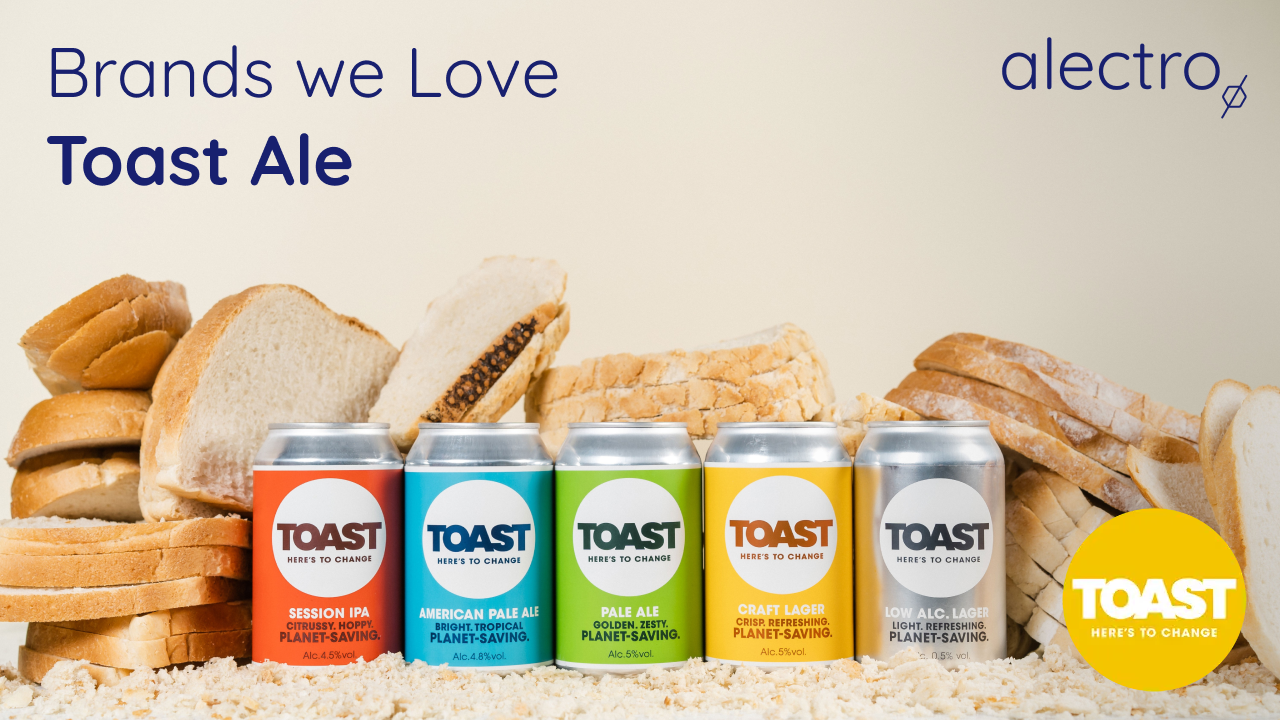 Brands we Love
Toast Ale
alectro
TOAST
HERE'S TO CHANGE
SESSION IPA
CITRUSSY. HOPPY.
PLANET-SAVING.
Alc.4.5%vol.
TOAST
HERE'S TO CHANGE
AMERICAN PALE ALE
BRIGHT. TROPICAL
PLANET-SAVING.
Alc.4.8%vol.
TOAST
HERE'S TO CHANGE
PALE ALE
GOLDEN. ZESTY.
PLANET-SAVING.
Alc.5%vol.
TOAST
HERE'S TO CHANGE
CRAFT LAGER
CRISP. REFRESHING.
PLANET-SAVING.
Alc.5%vol.
TOAST
HERE'S TO CHANGE
LOW ALC. LAGER
LIGHT. REFRESHING.
PLANET-SAVING.
0.5% vol.
TOAST
HERE'S TO CHANGE